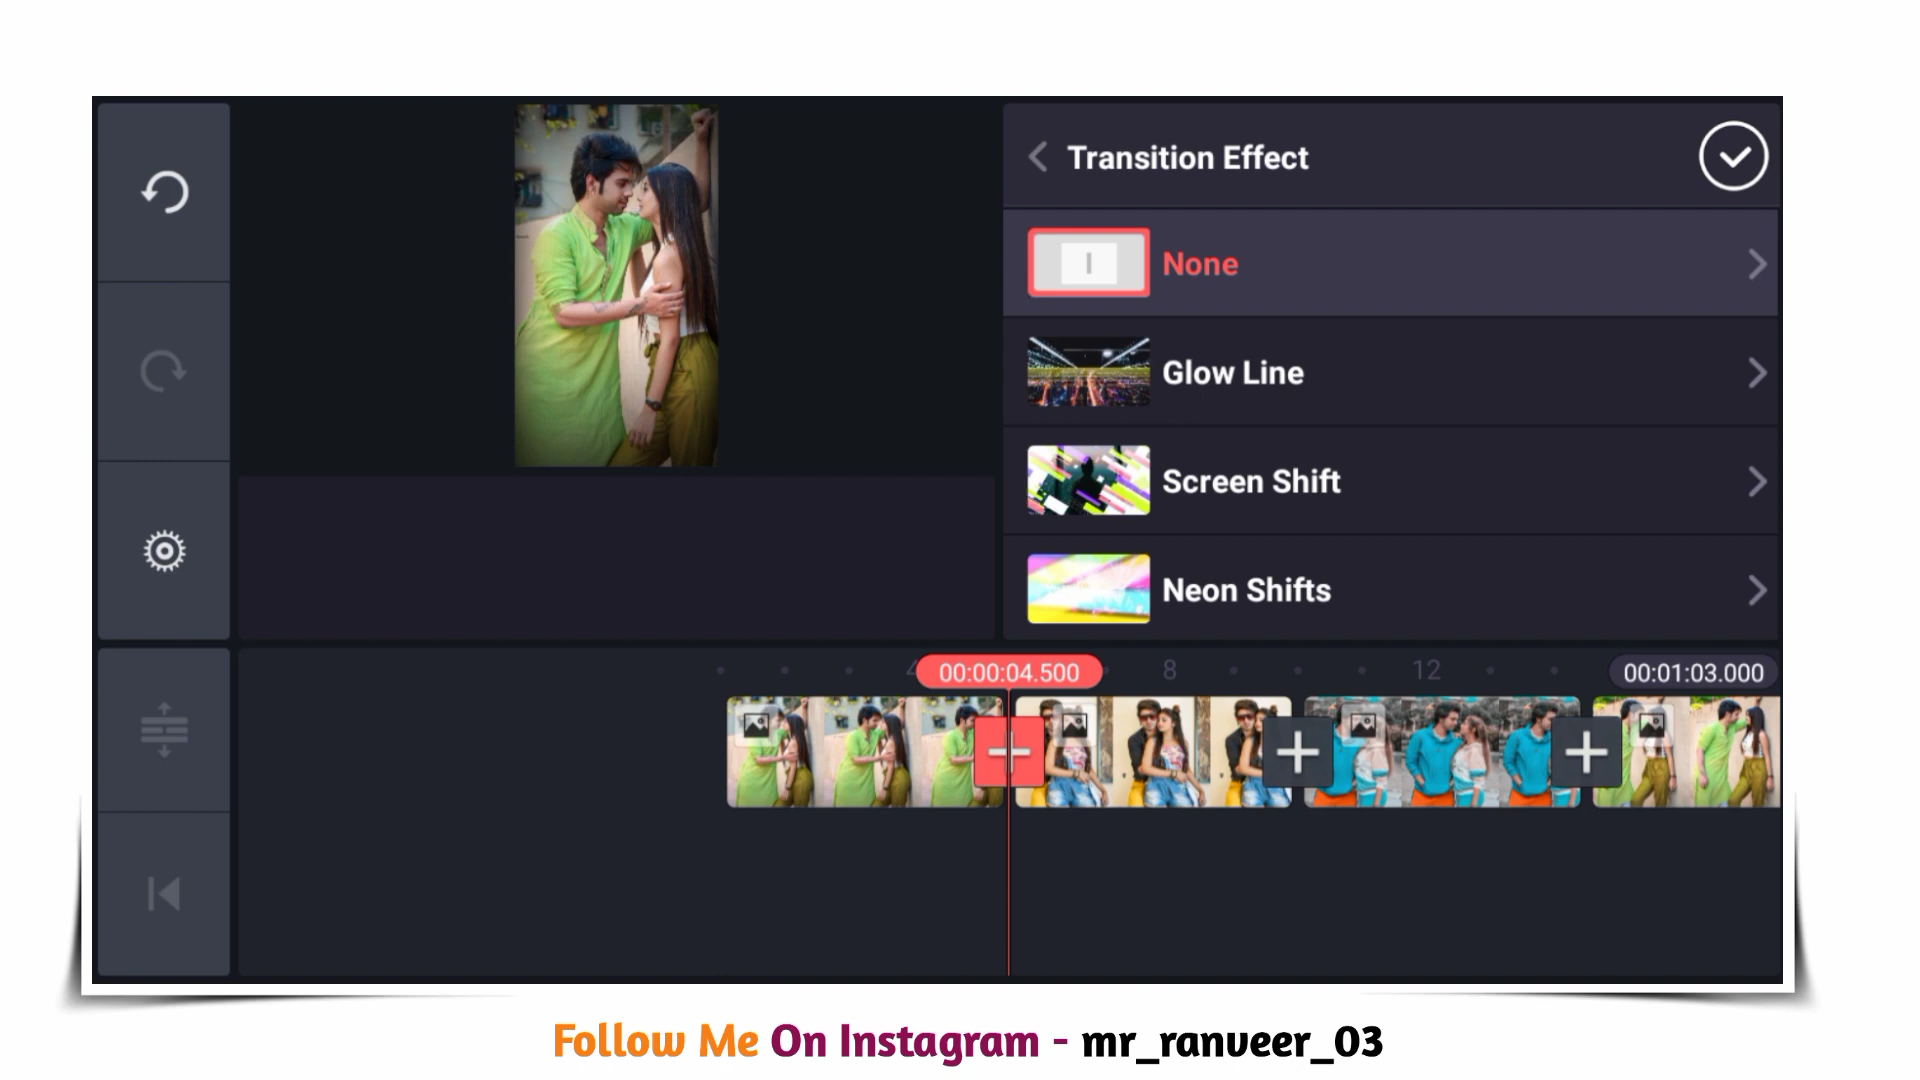 Transition Effect
None
Glow Line
Screen Shift
Neon Shifts
00:00:04.500
8
12
00:01:03.000
Follow Me On Instagram - mr_ranveer_03